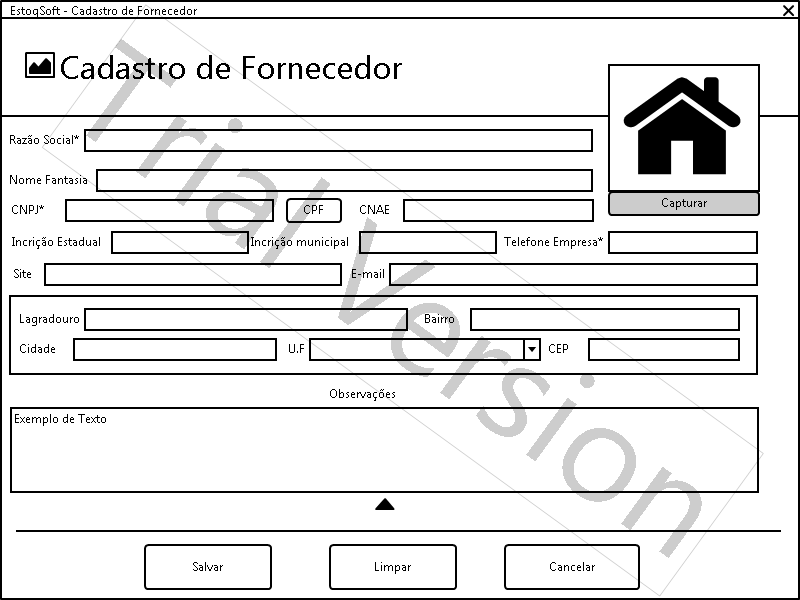 EstoqSoft - Cadastro de Fornecedor
Cadastro de Fornecedor
Razão Social*
Nome Fantasia
CNPJ* CPF CNAE
Capturar
Incrição Estadual Incrição municipal Telefone Empresa*
Site E-mail
Lagradouro Bairro
Cidade U.F CEP
Observações
Exemplo de Texto
Salvar Limpar Cancelar
Trial Version